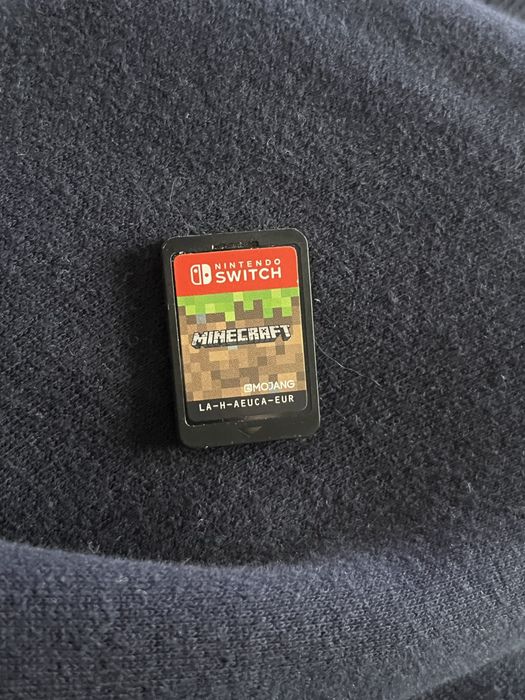 NINTENDO
SWITCH
MINECRAFT
MOJANG
LA-H-AEUCA-EUR